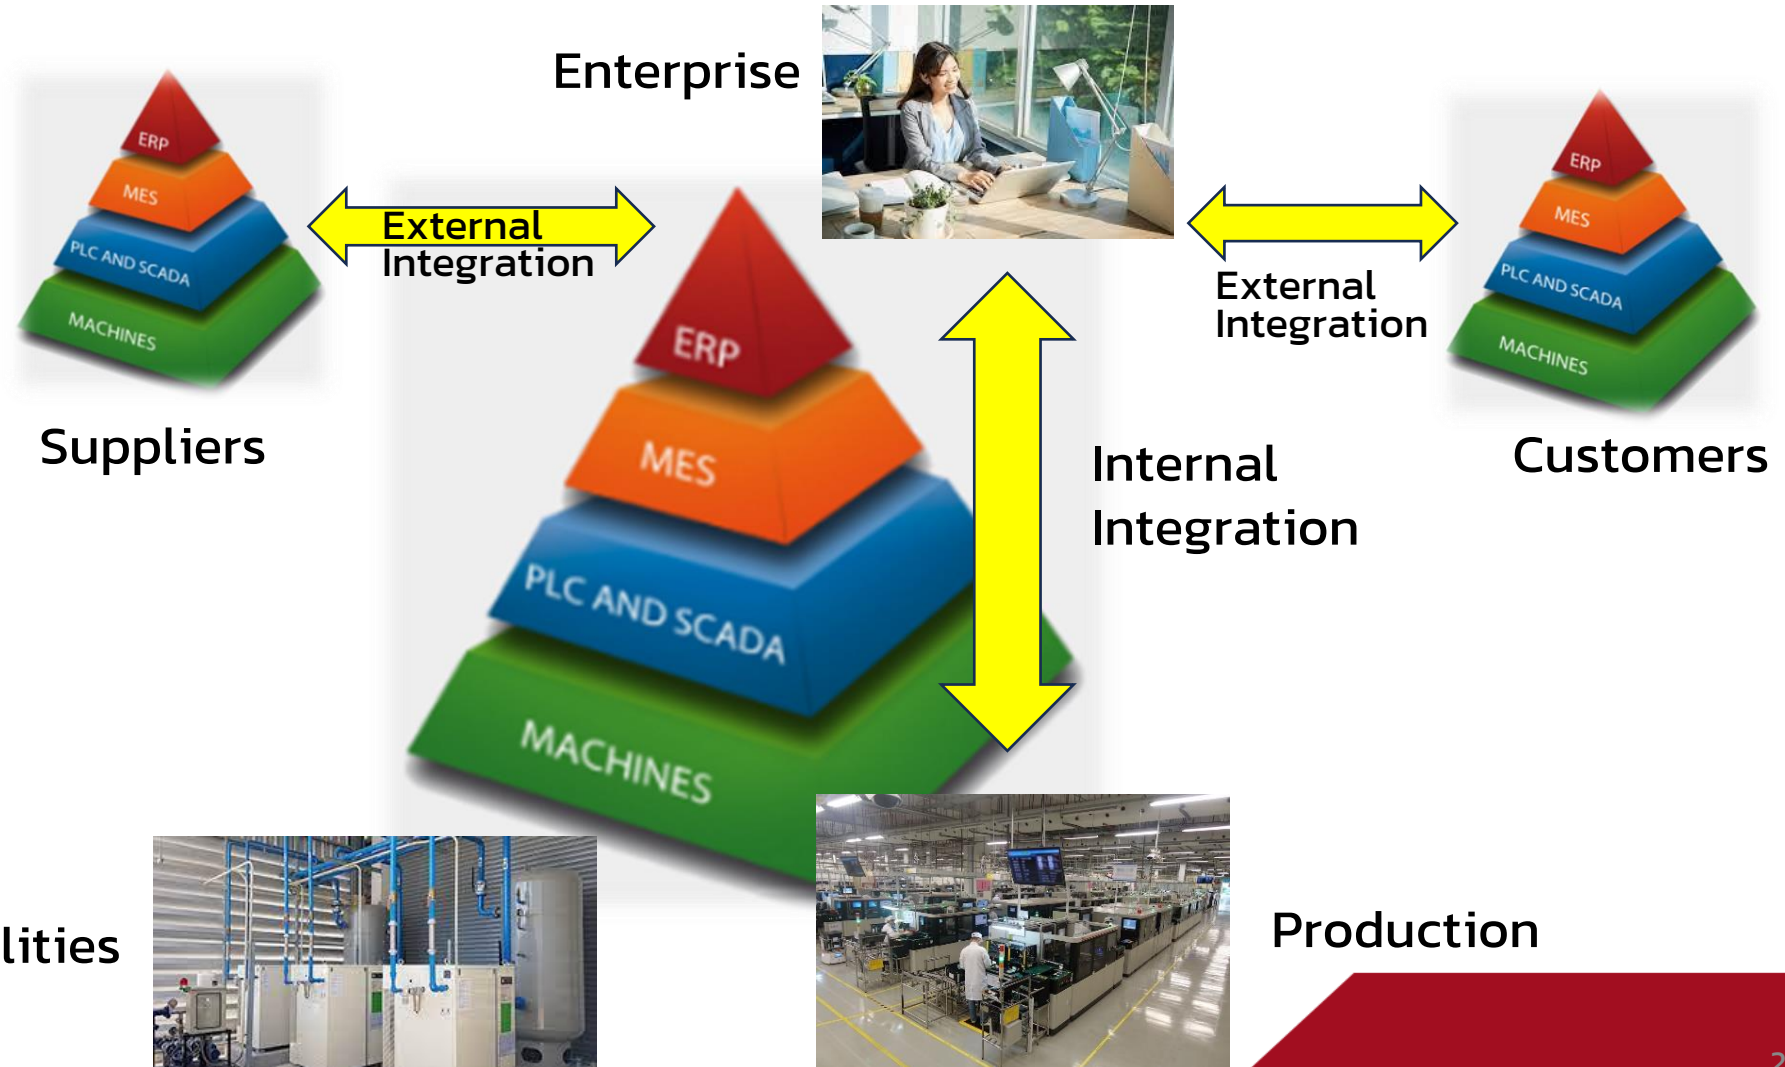 Enterprise
ERP
MES
PLC AND SCADA
MACHINES
Suppliers
External
Integration
ERP
MES
PLC AND SCADA
MACHINES
External
Integration
ERP
MES
PLC AND SCADA
MACHINES
Customers
Internal
Integration
lities
Production
2